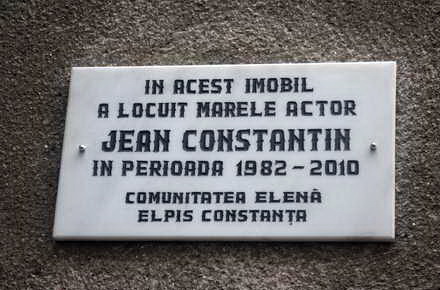 IN ACEST IMOBIL
A LOCUIT MARELE ACTOR
JEAN CONSTANTIN
IN PERIOADA 1982-2010
COMUNITATEA ELENĂ
ELPIS CONSTANȚA